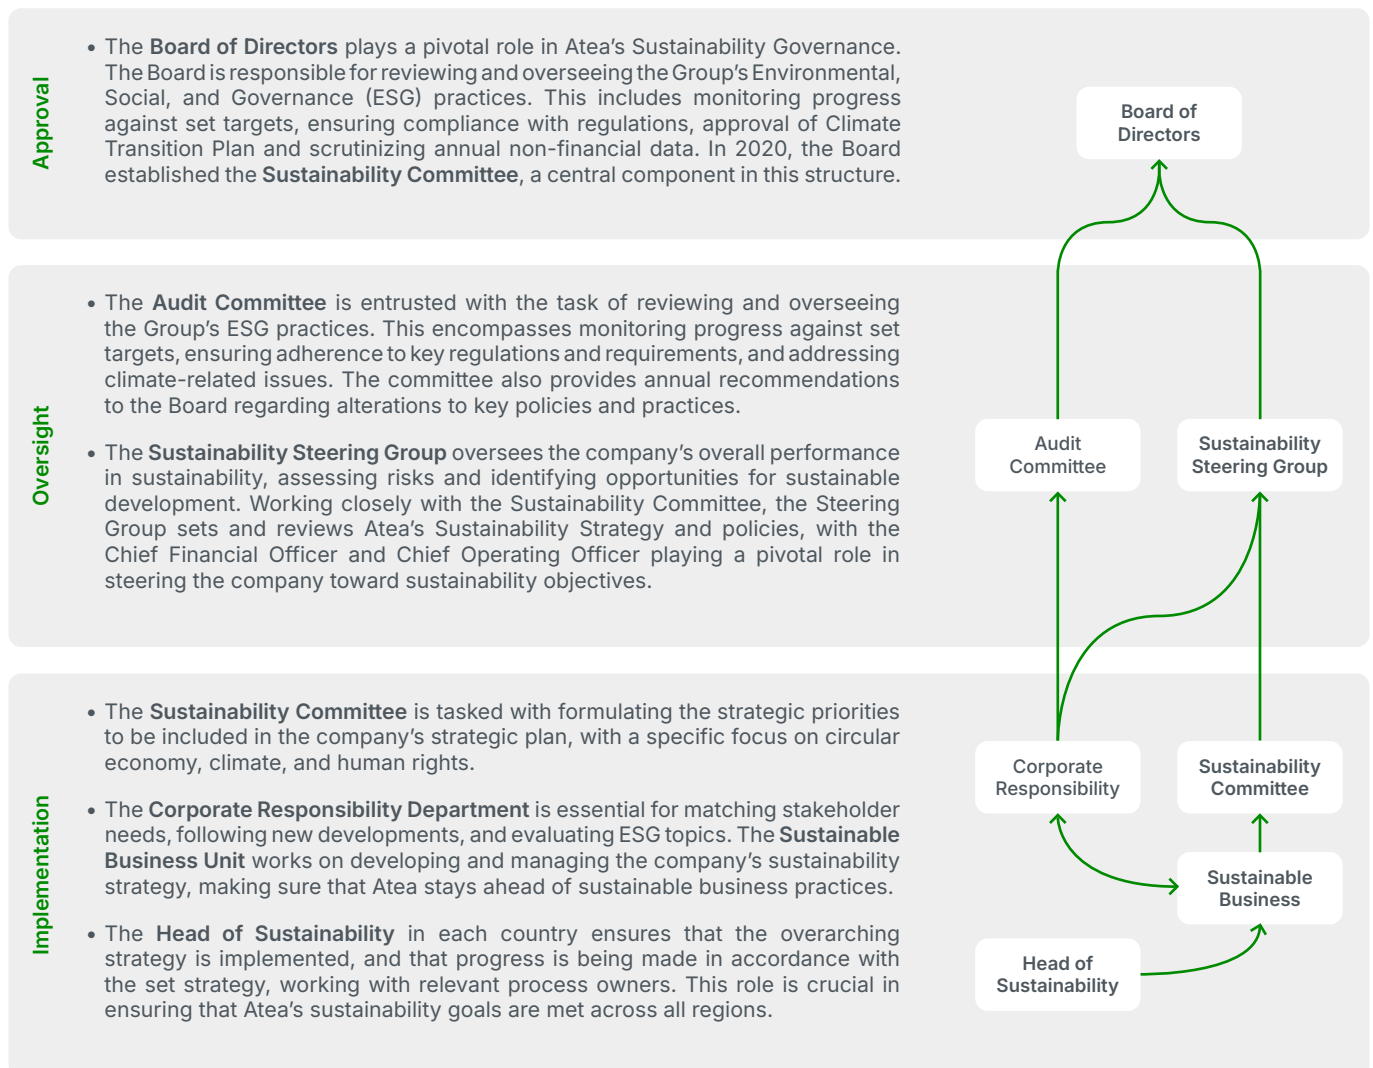 Approval
• The Board of Directors plays a pivotal role in Atea’s Sustainability Governance.
The Board is responsible for reviewing and overseeing the Group’s Environmental,
Social, and Governance (ESG) practices. This includes monitoring progress
against set targets, ensuring compliance with regulations, approval of Climate
Transition Plan and scrutinizing annual non-financial data. In 2020, the Board
established the Sustainability Committee, a central component in this structure.
Board of
Directors
Oversight
• The Audit Committee is entrusted with the task of reviewing and overseeing
the Group’s ESG practices. This encompasses monitoring progress against set
targets, ensuring adherence to key regulations and requirements, and addressing
climate-related issues. The committee also provides annual recommendations
to the Board regarding alterations to key policies and practices.
• The Sustainability Steering Group oversees the company’s overall performance
in sustainability, assessing risks and identifying opportunities for sustainable
development. Working closely with the Sustainability Committee, the Steering
Group sets and reviews Atea’s Sustainability Strategy and policies, with the
Chief Financial Officer and Chief Operating Officer playing a pivotal role in
steering the company toward sustainability objectives.
Audit
Committee
Sustainability
Steering Group
Implementation
• The Sustainability Committee is tasked with formulating the strategic priorities
to be included in the company’s strategic plan, with a specific focus on circular
economy, climate, and human rights.
• The Corporate Responsibility Department is essential for matching stakeholder
needs, following new developments, and evaluating ESG topics. The Sustainable
Business Unit works on developing and managing the company’s sustainability
strategy, making sure that Atea stays ahead of sustainable business practices.
• The Head of Sustainability in each country ensures that the overarching
strategy is implemented, and that progress is being made in accordance with
the set strategy, working with relevant process owners. This role is crucial in
ensuring that Atea’s sustainability goals are met across all regions.
Corporate
Responsibility
Sustainability
Committee
Sustainable
Business
Head of
Sustainability